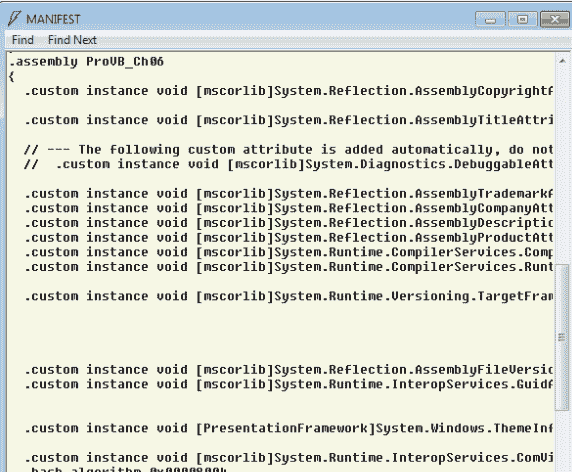 MANIFEST
Find Find Next
.assembly ProVB_Ch06
{
.custom instance void [mscorlib]System.Reflection.AssemblyCopyrightA
.custom instance void [mscorlib]System.Reflection.AssemblyTitleAttri
// --- The following custom attribute is added automatically, do not
// .custom instance void [mscorlib]System.Diagnostics.DebuggableAtt
.custom instance void [mscorlib]System.Reflection.AssemblyTrademarkA
.custom instance void [mscorlib]System.Reflection.AssemblyCompanyAtt
.custom instance void [mscorlib]System.Reflection.AssemblyDescriptio
.custom instance void [mscorlib]System.Reflection.AssemblyProductAtt
.custom instance void [mscorlib]System.Runtime.CompilerServices.Comp
.custom instance void [mscorlib]System.Runtime.CompilerServices.Runt
.custom instance void [mscorlib]System.Runtime.Versioning.TargetFram
.custom instance void [mscorlib]System.Reflection.AssemblyFileVersio
.custom instance void [mscorlib]System.Runtime.InteropServices.GuidA
.custom instance void [PresentationFramework]System.Windows.ThemeInf
.custom instance void [mscorlib]System.Runtime.InteropServices.ComVi
.hash algorithm 0x00008004